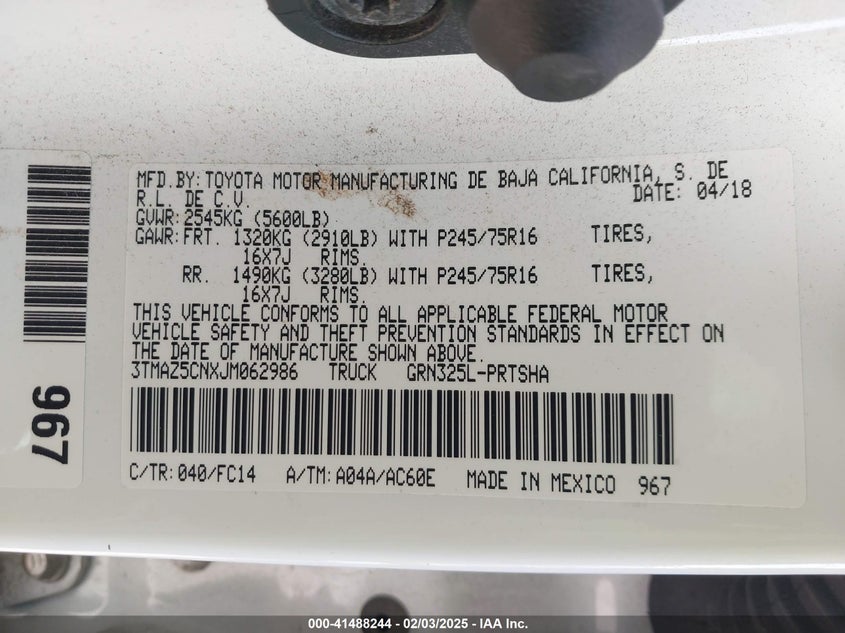 MFD.BY:TOYOTA MOTOR MANUFACTURING DE BAJA CALIFORNIA, S. DE
R.L. DE C.V. DATE: 04/18
GVWR:2545KG (5600LB)
GAWR:FRT. 1320KG (2910LB) WITH P245/75R16 TIRES,
16X7J RIMS.
RR. 1490KG (3280LB) WITH P245/75R16 TIRES,
16X7J RIMS.
THIS VEHICLE CONFORMS TO ALL APPLICABLE FEDERAL MOTOR
VEHICLE SAFETY AND THEFT PREVENTION STANDARDS IN EFFECT ON
THE DATE OF MANUFACTURE SHOWN ABOVE.
3TMAZ5CNXJM062986 TRUCK GRN325L-PRTSHA
C/TR:040/FC14 A/TM:A04A/AC60E MADE IN MEXICO 967
967
000-41488244 - 02/03/2025 - IAA Inc.